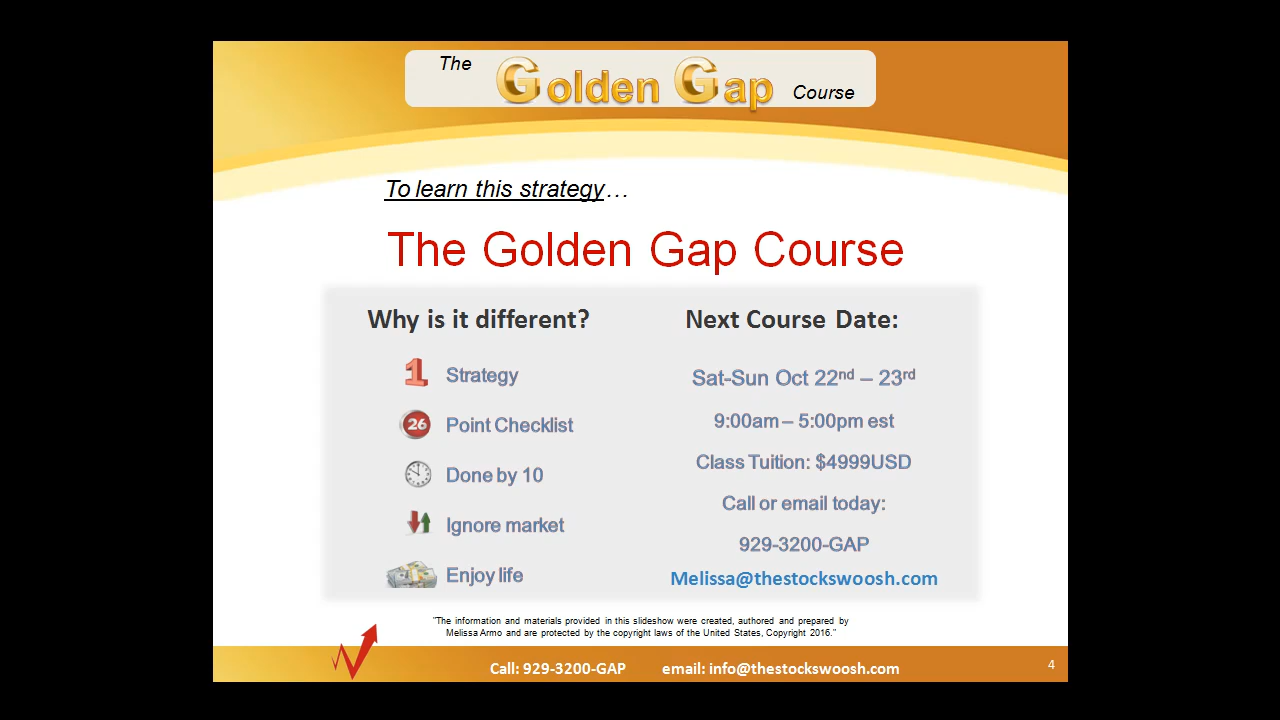 The Golden Gap Course
To learn this strategy…
The Golden Gap Course
Why is it different?
1 Strategy
26 Point Checklist
Done by 10
Ignore market
Enjoy life
Next Course Date:
Sat-Sun Oct 22nd – 23rd
9:00am – 5:00pm est
Class Tuition: $4999USD
Call or email today:
929-3200-GAP
Melissa@thestockswoosh.com
"The information and materials provided in this slideshow were created, authored and prepared by
Melissa Armo and are protected by the copyright laws of the United States, Copyright 2016."
Call: 929-3200-GAP email: info@thestockswoosh.com
4